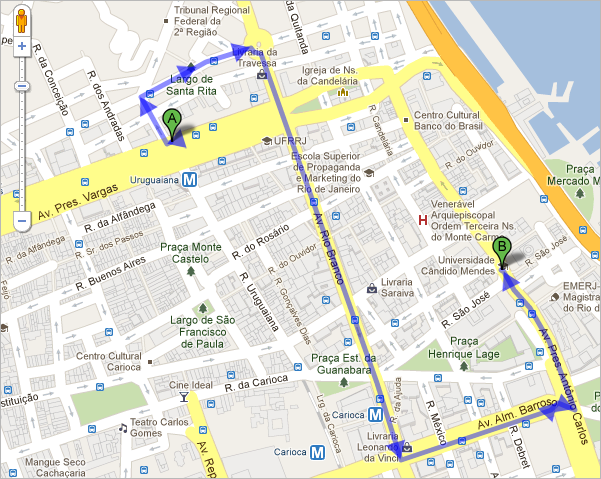 Tribunal Regional
Federal da
2ª Região
R. da Quitanda
Livraria da
Travessa
R. da Conceição
R. dos Andradas
Largo de
Santa Rita
Igreja de Ns.
da Candelária
A
UFRRJ
R. Candelária
Centro Cultural
Banco do Brasil
Escola Superior
de Propaganda
e Marketing do
Rio de Janeiro
R. do Ouvidor
Praça
Mercado M
Uruguaiana M
Av. Pres. Vargas
R. da Alfândega
R. da Alfândega
R. Sr. dos Passos
Av. Rio Branco
H
Venerável
Arquiepiscopal
Ordem Terceira Ns.
do Monte Carmo
B
Praça Monte
Castelo
R. do Rosário
R. do Ouvidor
Universidade
Cândido Mendes
R. São José
R. Buenos Aires
R. Uruguaiana
R. Gonçalves Dias
Livraria
Saraiva
EMERJ-
Magistra
do Rio d
Feijó
Largo de São
Francisco
de Paula
R. São José
Praça
Henrique Lage
Av. Pres. Antônio Carlos
Centro Cultural
Carioca
Praça Est. da
Guanabara
R. da Carioca
Cine Ideal
nstituição
Lrg. da Carioca
Carioca M
R. da Ajuda
R. México
Av. Alm. Barroso
R. Debret
Teatro Carlos
Gomes
Av. Rep
Carioca M
Livraria
Leonardo
da Vinci
Mangue Seco
Cachaçaria